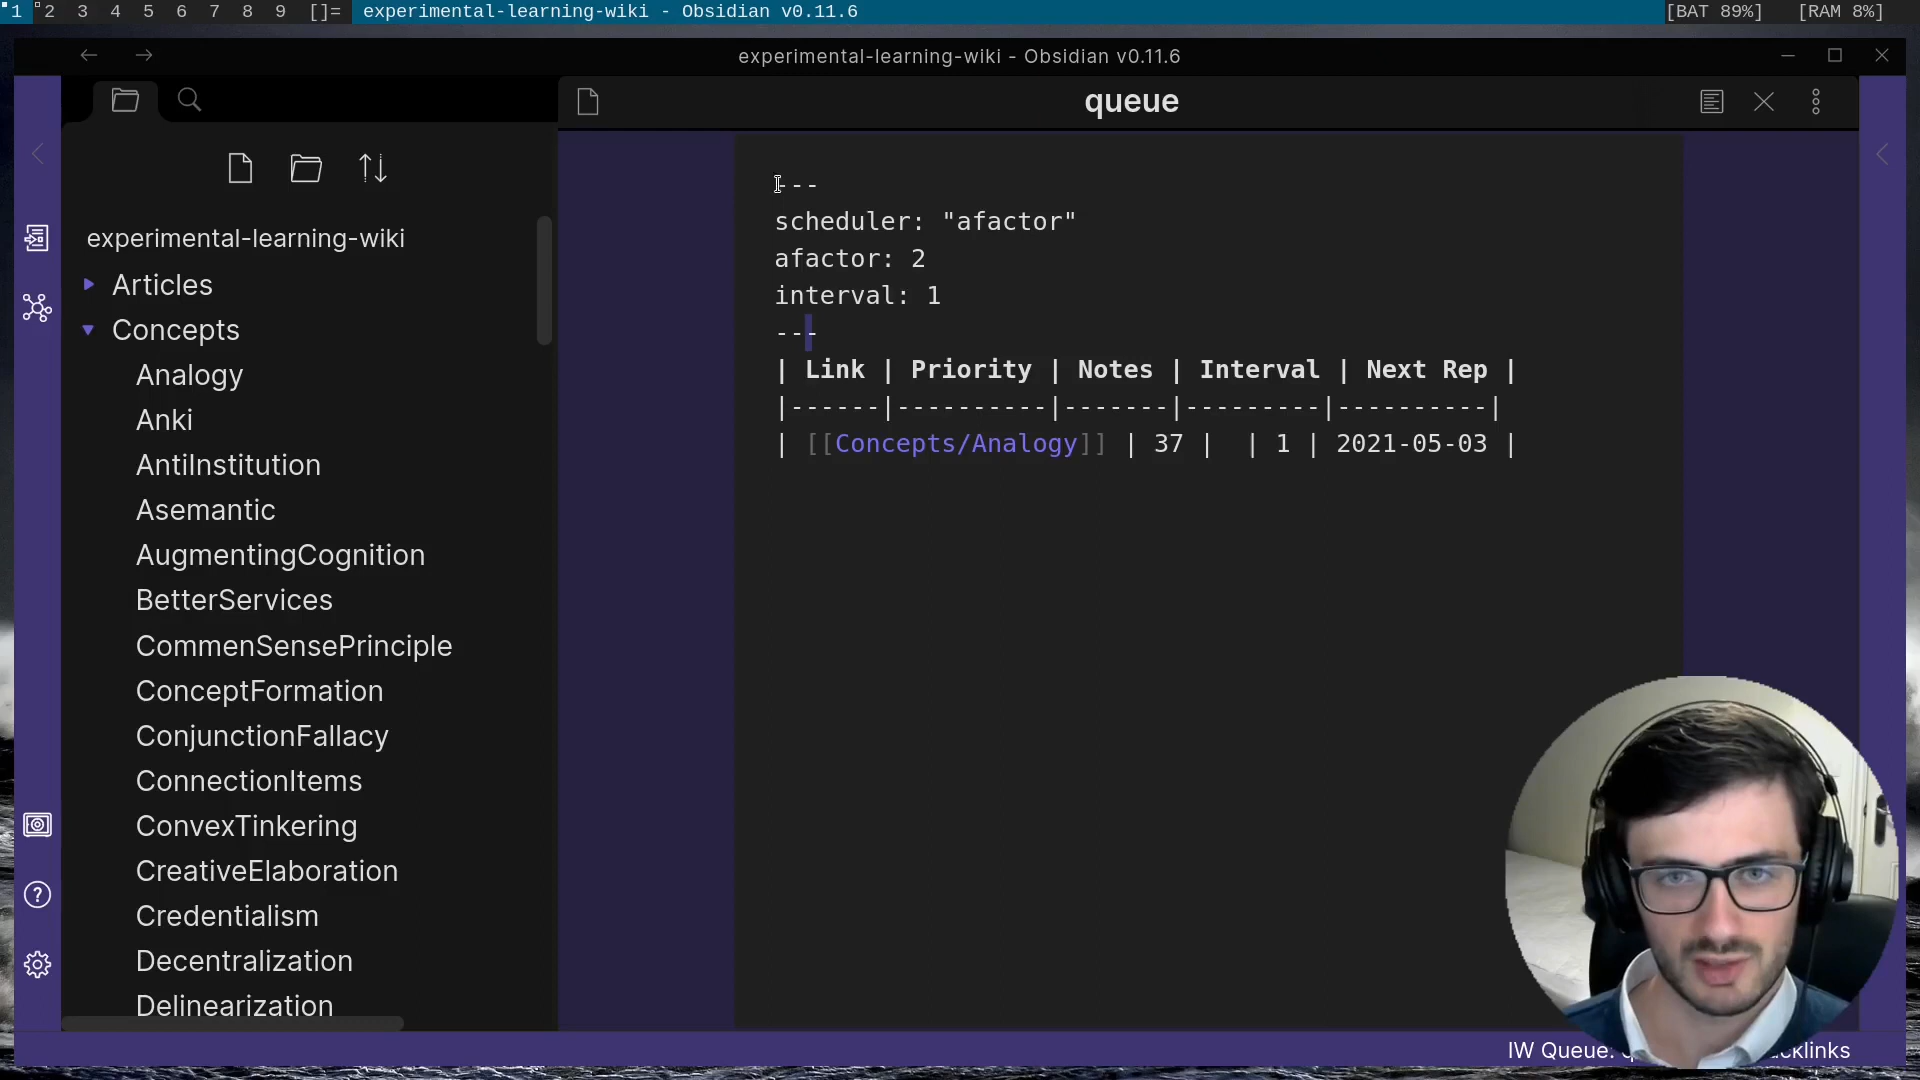 1 2 3 4 5 6 7 8 9 []= experimental-learning-wiki - Obsidian v0.11.6 [BAT 89%] [RAM 8%]
experimental-learning-wiki - Obsidian v0.11.6
queue
experimental-learning-wiki
Articles
Concepts
Analogy
Anki
AntiInstitution
Asemantic
AugmentingCognition
BetterServices
CommenSensePrinciple
ConceptFormation
ConjunctionFallacy
ConnectionItems
ConvexTinkering
CreativeElaboration
Credentialism
Decentralization
Delinearization
---
scheduler: "afactor"
afactor: 2
interval: 1
---
| Link | Priority | Notes | Interval | Next Rep |
|------|----------|-------|---------|----------|
| [[Concepts/Analogy]] | 37 |  | 1 | 2021-05-03 |
IW Queue: